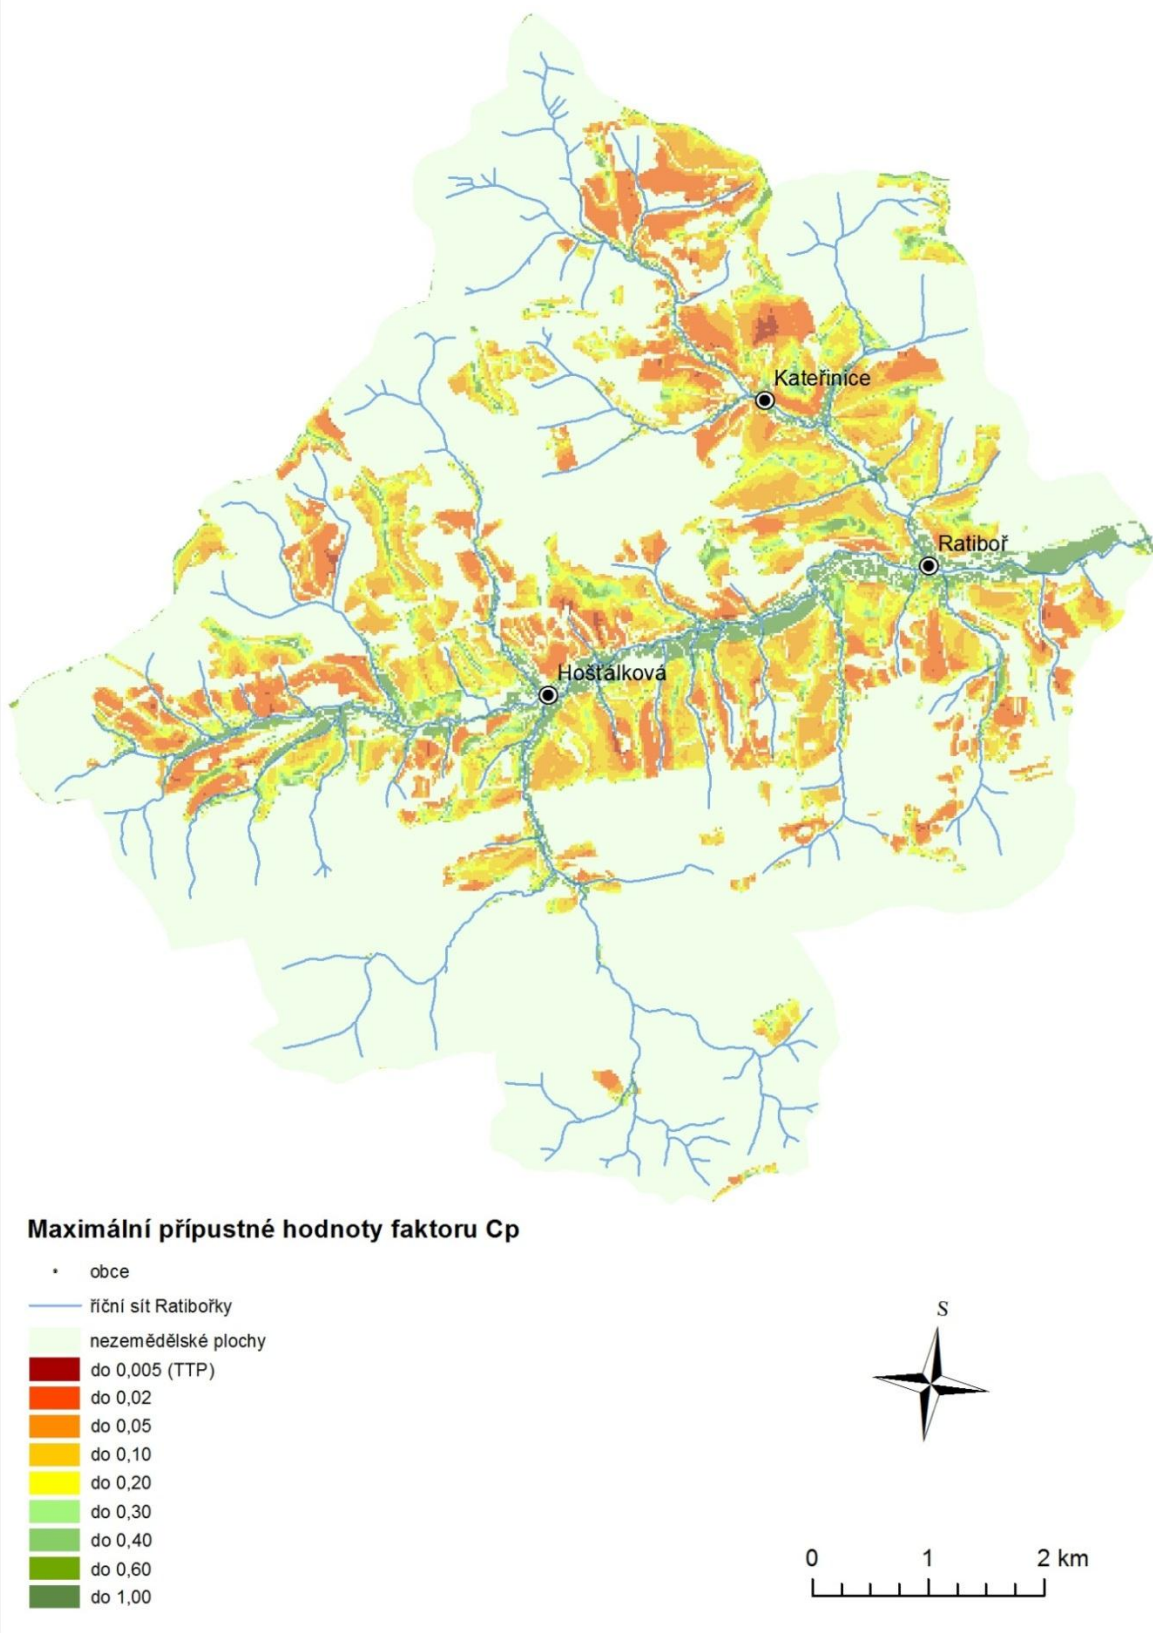 Kateřinice
Ratiboř
Hošťálková
Maximální přípustné hodnoty faktoru Cp
obce
říční sít Ratibořky
nezemědělské plochy
do 0,005 (TTP)
do 0,02
do 0,05
do 0,10
do 0,20
do 0,30
do 0,40
do 0,60
do 1,00
S
0 1 2 km